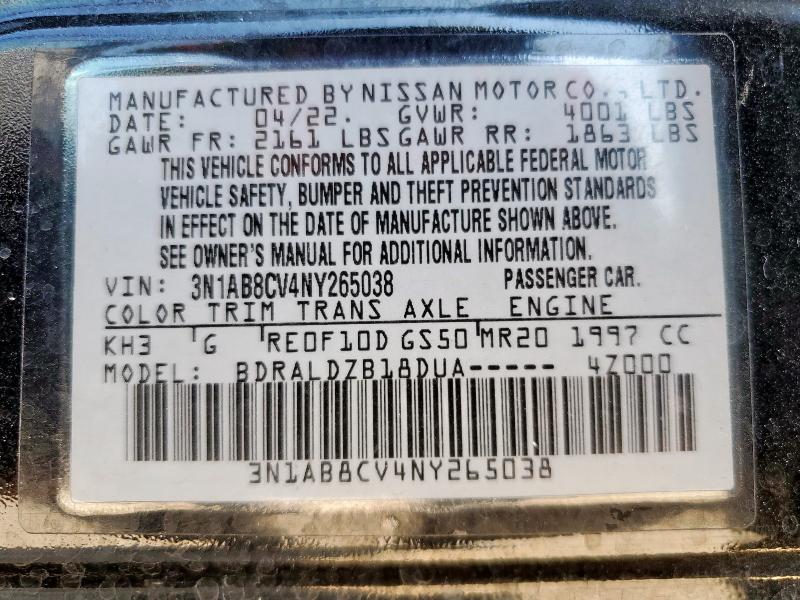 MANUFACTURED BY NISSAN MOTOR CO., LTD.
DATE: 04/22. GVWR: 4001 LBS
GAWR FR: 2161 LBS GAWR RR: 1863 LBS
THIS VEHICLE CONFORMS TO ALL APPLICABLE FEDERAL MOTOR
VEHICLE SAFETY, BUMPER AND THEFT PREVENTION STANDARDS
IN EFFECT ON THE DATE OF MANUFACTURE SHOWN ABOVE.
SEE OWNER'S MANUAL FOR ADDITIONAL INFORMATION.
VIN: 3N1AB8CV4NY265038 PASSENGER CAR.
COLOR TRIM TRANS AXLE ENGINE
KH3 G RE0F10D GS50 MR20 1997 CC
MODEL: BDRALDZB18DUA----- 4Z000
3N1AB8CV4NY265038